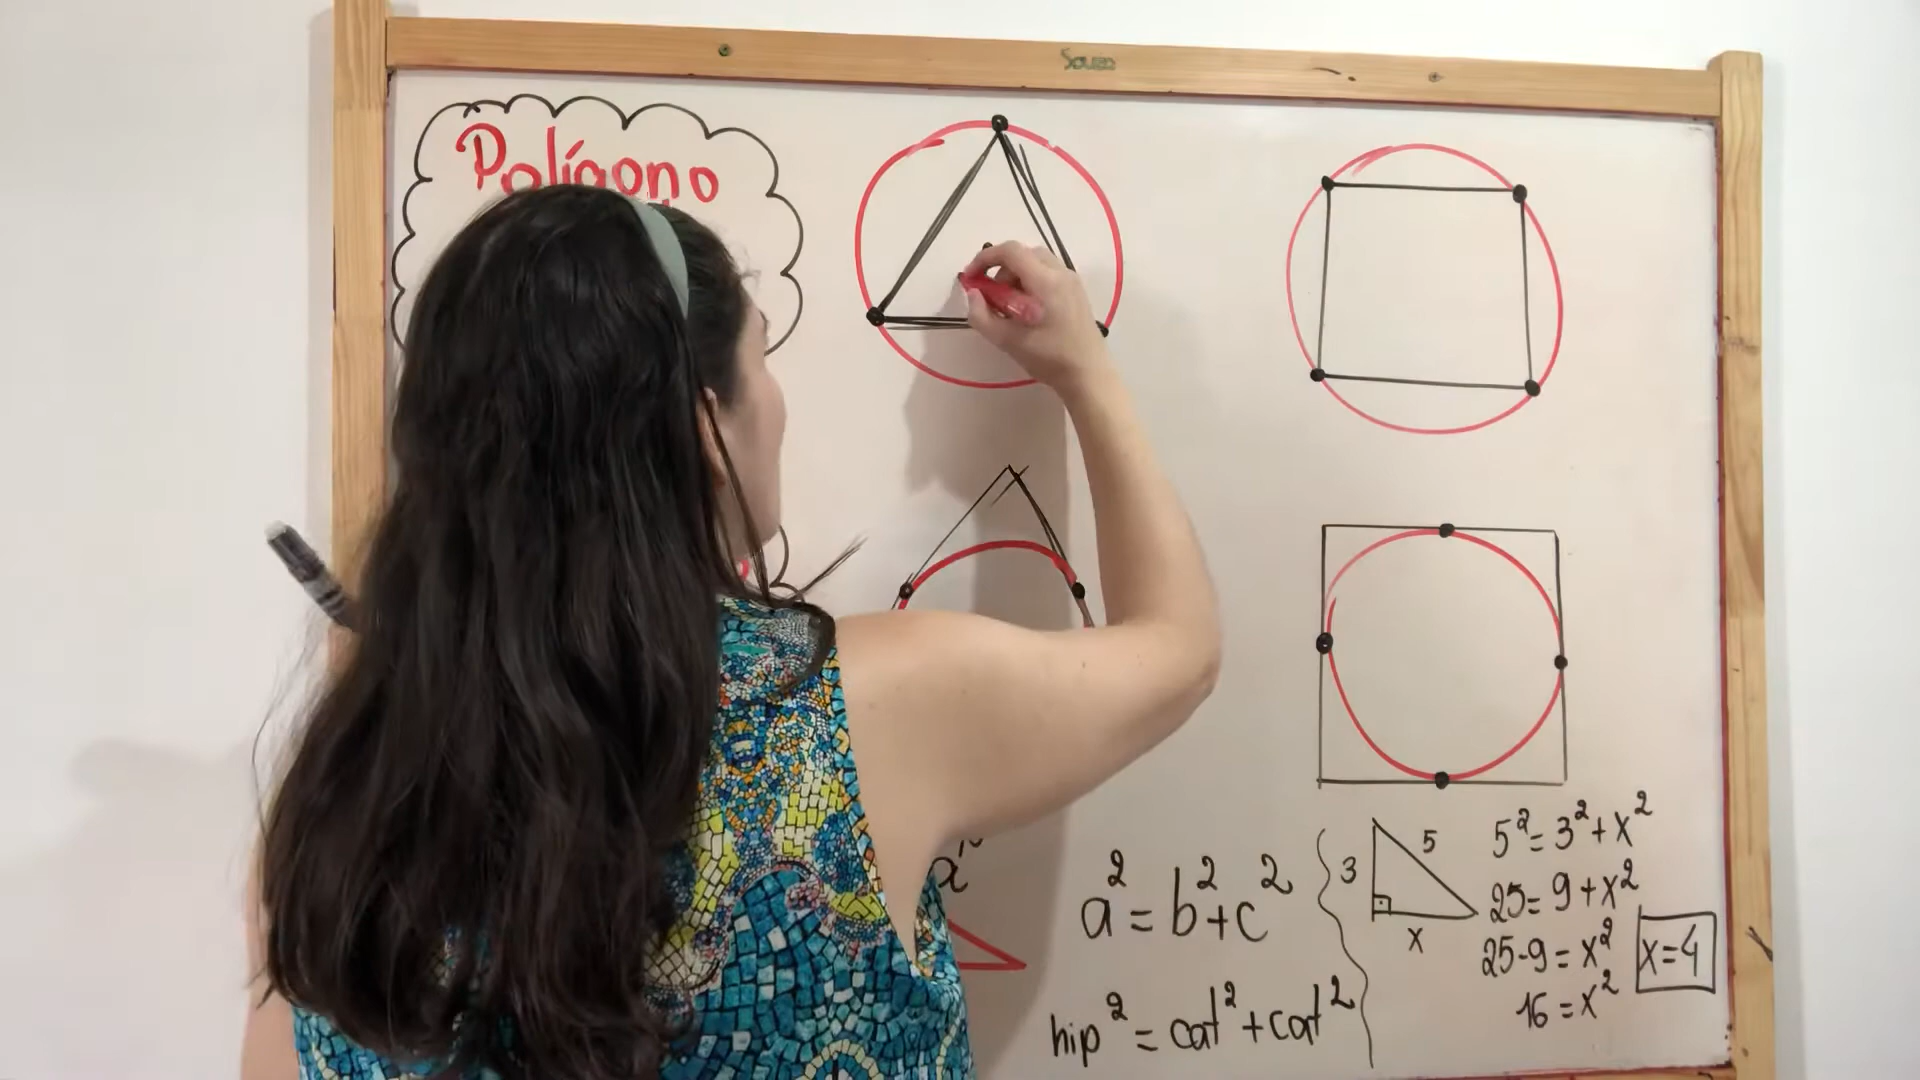 Souza
Polígono
a² = b² + c²
hip² = cat² + cat²
3
5
x
5² = 3² + x²
25 = 9 + x²
25 - 9 = x²
16 = x²
x = 4